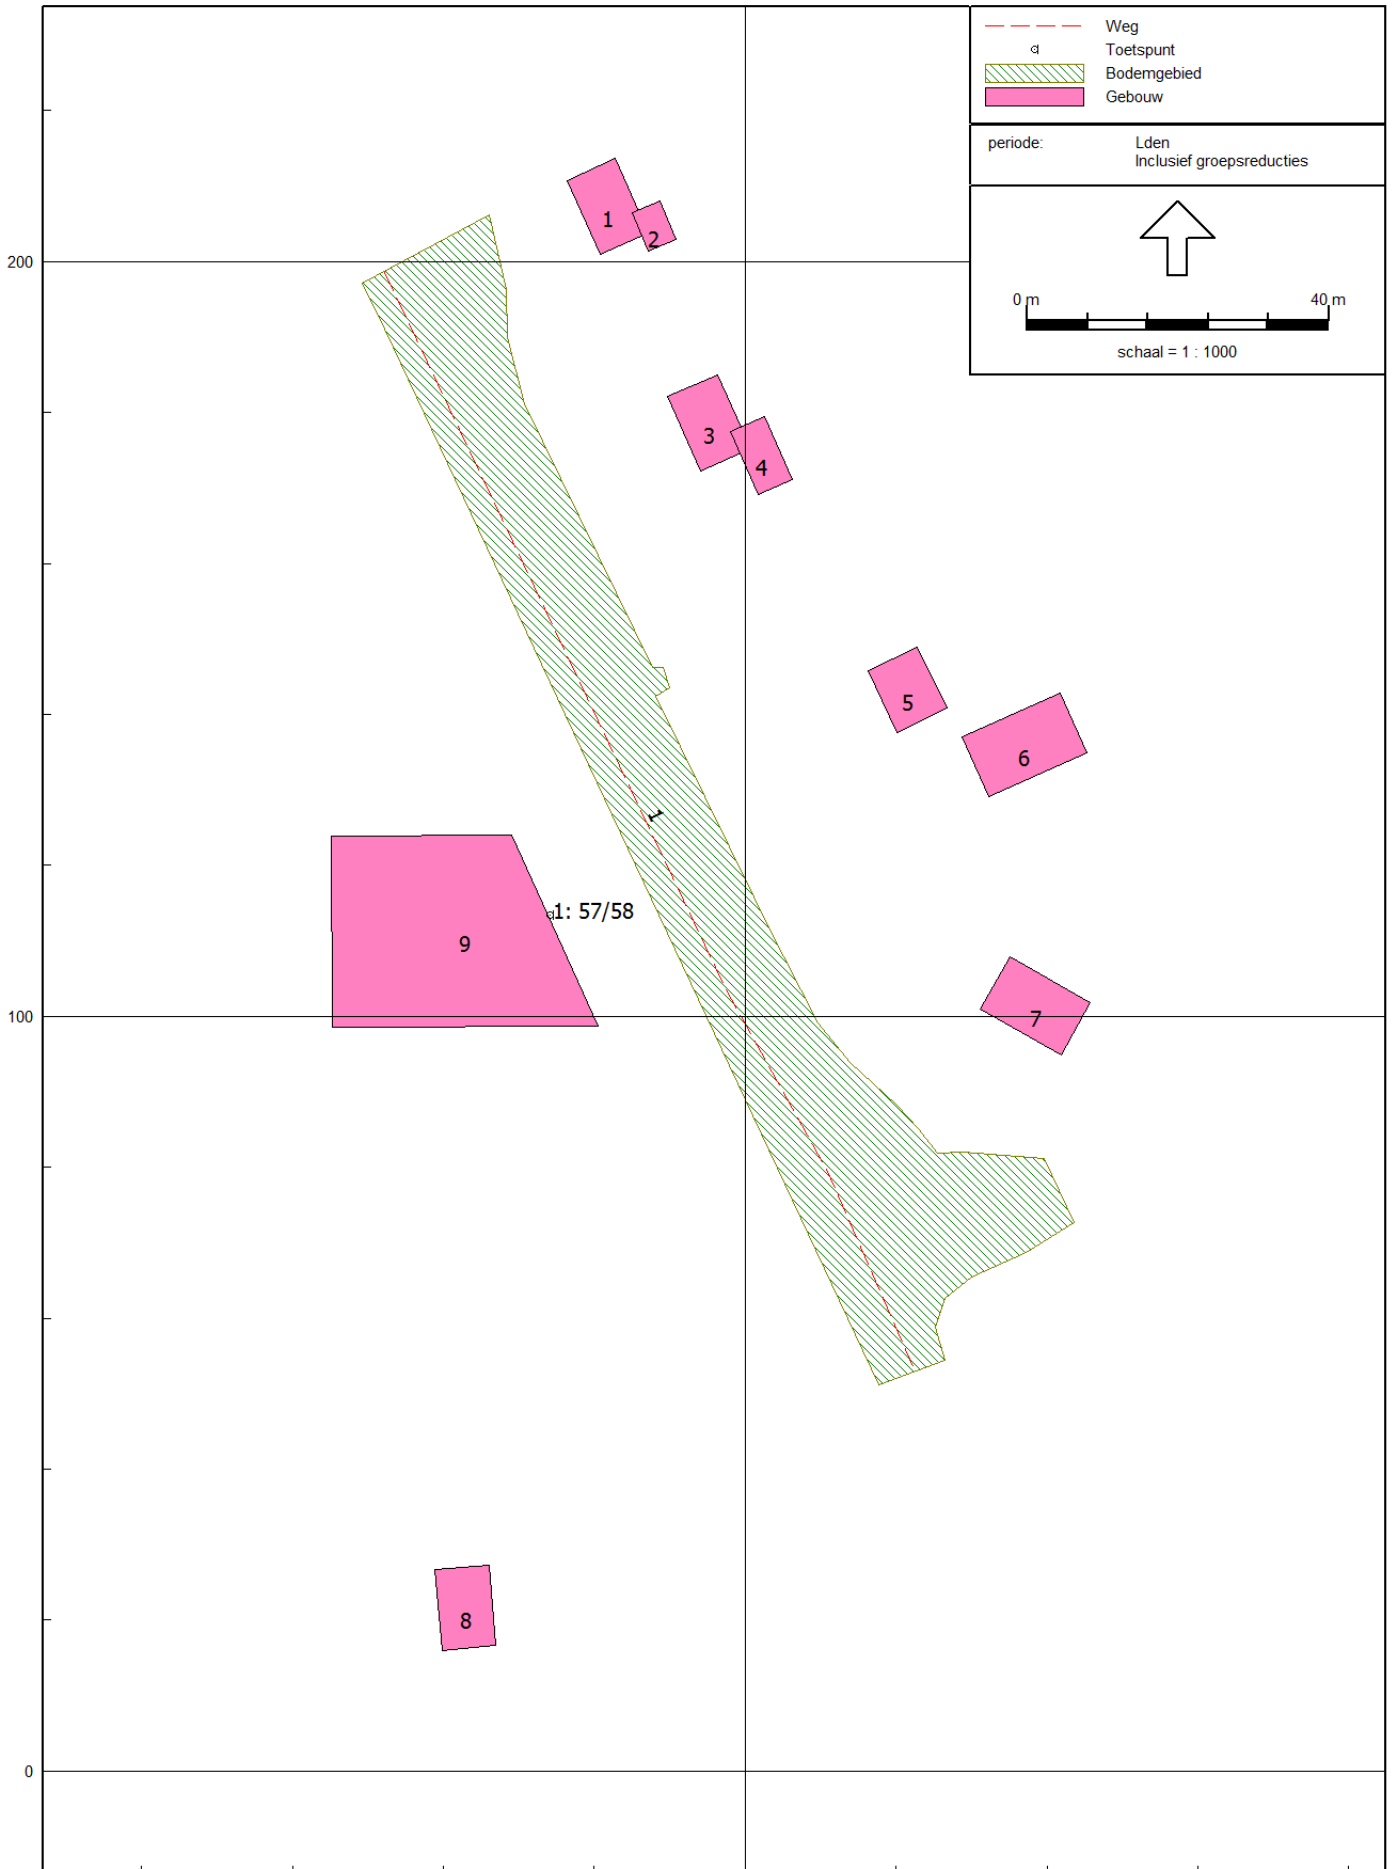 Weg
Toetspunt
Bodemgebied
Gebouw
periode: Lden
Inclusief groepsreducties
0 m 40 m
schaal = 1 : 1000
1
2
200
3
4
5
6
1
1: 57/58
9
100
7
8
0